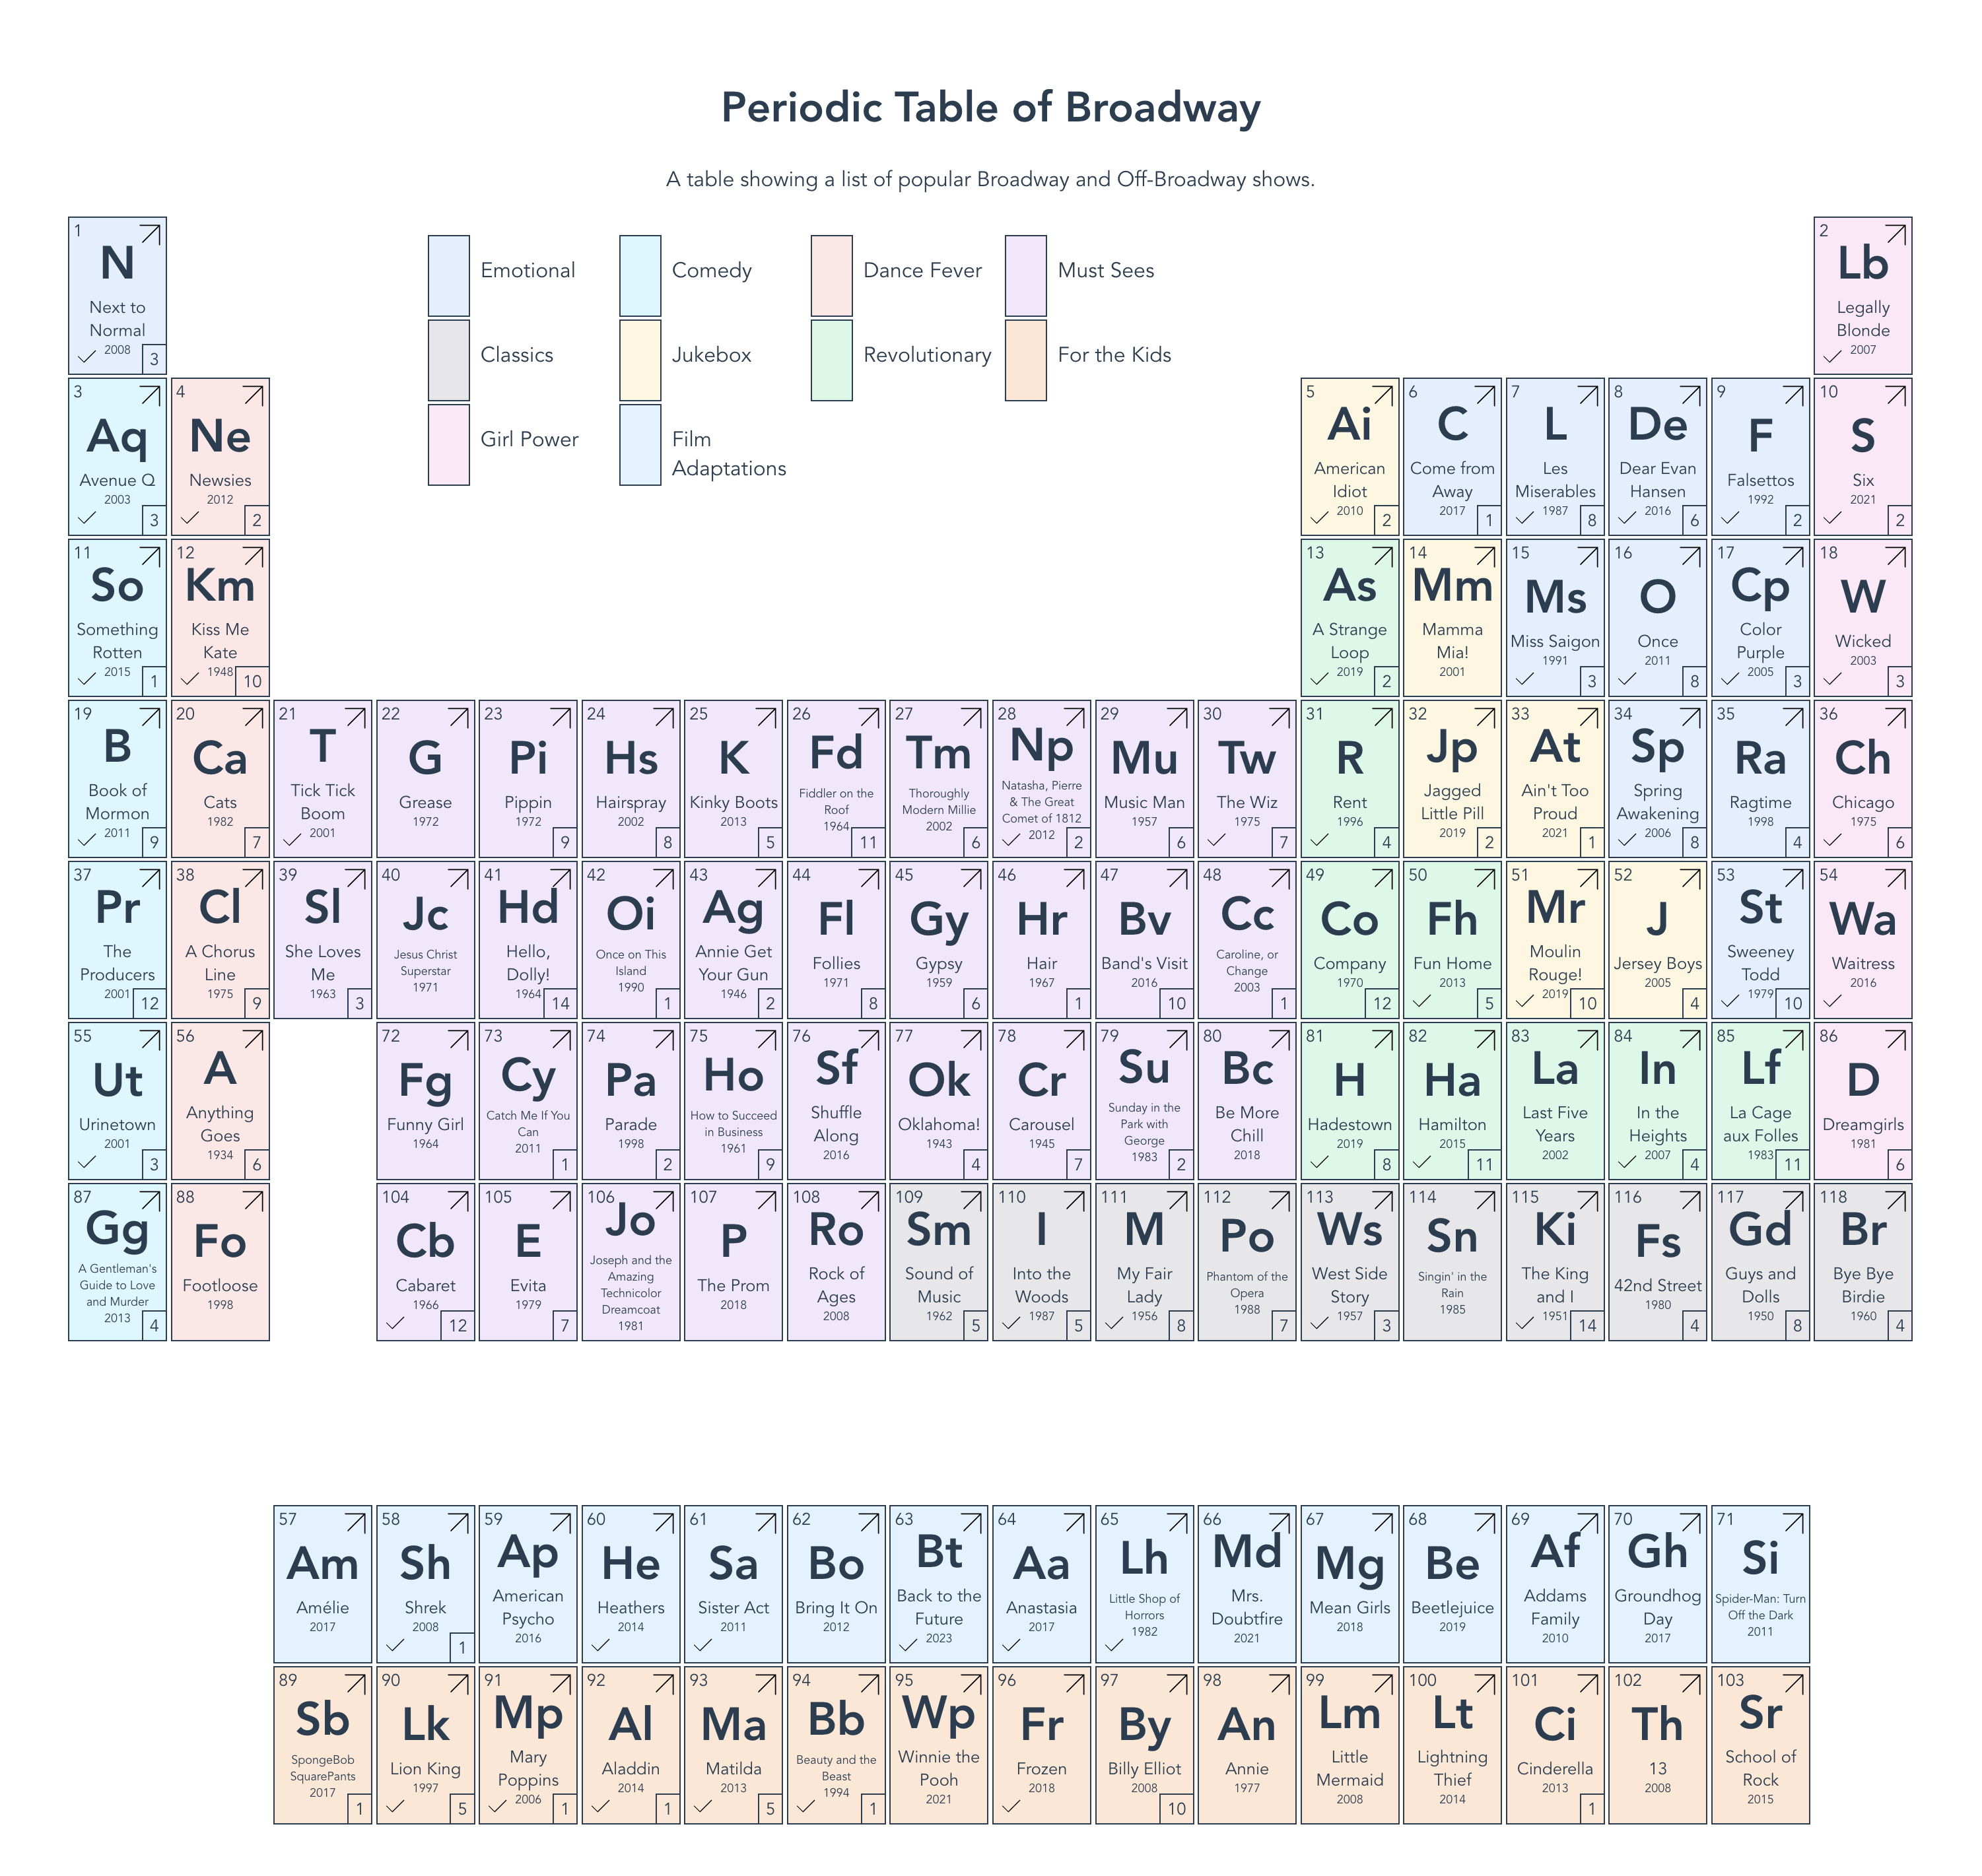 Periodic Table of Broadway
A table showing a list of popular Broadway and Off-Broadway shows.
Emotional
Comedy
Dance Fever
Must Sees
Classics
Jukebox
Revolutionary
For the Kids
Girl Power
Film
Adaptations
1
N
Next to
Normal
2008
3
2
Lb
Legally
Blonde
2007
3
Aq
Avenue Q
2003
3
4
Ne
Newsies
2012
2
5
Ai
American
Idiot
2010
2
6
C
Come from
Away
2017
1
7
L
Les
Miserables
1987
8
8
De
Dear Evan
Hansen
2016
6
9
F
Falsettos
1992
2
10
S
Six
2021
2
11
So
Something
Rotten
2015
1
12
Km
Kiss Me
Kate
1948
10
13
As
A Strange
Loop
2019
2
14
Mm
Mamma
Mia!
2001
15
Ms
Miss Saigon
1991
3
16
O
Once
2011
8
17
Cp
Color
Purple
2005
3
18
W
Wicked
2003
3
19
B
Book of
Mormon
2011
9
20
Ca
Cats
1982
7
21
T
Tick Tick
Boom
2001
22
G
Grease
1972
23
Pi
Pippin
1972
9
24
Hs
Hairspray
2002
8
25
K
Kinky Boots
2013
5
26
Fd
Fiddler on the
Roof
1964
11
27
Tm
Thoroughly
Modern Millie
2002
6
28
Np
Natasha, Pierre
& The Great
Comet of 1812
2012
2
29
Mu
Music Man
1957
6
30
Tw
The Wiz
1975
7
31
R
Rent
1996
4
32
Jp
Jagged
Little Pill
2019
2
33
At
Ain't Too
Proud
2021
1
34
Sp
Spring
Awakening
2006
8
35
Ra
Ragtime
1998
4
36
Ch
Chicago
1975
6
37
Pr
The
Producers
2001
12
38
Cl
A Chorus
Line
1975
9
39
Sl
She Loves
Me
1963
3
40
Jc
Jesus Christ
Superstar
1971
41
Hd
Hello,
Dolly!
1964
14
42
Oi
Once on This
Island
1990
1
43
Ag
Annie Get
Your Gun
1946
2
44
Fl
Follies
1971
8
45
Gy
Gypsy
1959
6
46
Hr
Hair
1967
1
47
Bv
Band's Visit
2016
10
48
Cc
Caroline, or
Change
2003
1
49
Co
Company
1970
12
50
Fh
Fun Home
2013
5
51
Mr
Moulin
Rouge!
2019
10
52
J
Jersey Boys
2005
4
53
St
Sweeney
Todd
1979
10
54
Wa
Waitress
2016
55
Ut
Urinetown
2001
3
56
A
Anything
Goes
1934
6
72
Fg
Funny Girl
1964
73
Cy
Catch Me If You
Can
2011
1
74
Pa
Parade
1998
2
75
Ho
How to Succeed
in Business
1961
9
76
Sf
Shuffle
Along
2016
77
Ok
Oklahoma!
1943
4
78
Cr
Carousel
1945
7
79
Su
Sunday in the
Park with
George
1983
2
80
Bc
Be More
Chill
2018
81
H
Hadestown
2019
8
82
Ha
Hamilton
2015
11
83
La
Last Five
Years
2002
84
In
In the
Heights
2007
4
85
Lf
La Cage
aux Folles
1983
11
86
D
Dreamgirls
1981
6
87
Gg
A Gentleman's
Guide to Love
and Murder
2013
4
88
Fo
Footloose
1998
104
Cb
Cabaret
1966
12
105
E
Evita
1979
7
106
Jo
Joseph and the
Amazing
Technicolor
Dreamcoat
1981
107
P
The Prom
2018
108
Ro
Rock of
Ages
2008
109
Sm
Sound of
Music
1962
5
110
I
Into the
Woods
1987
5
111
M
My Fair
Lady
1956
8
112
Po
Phantom of the
Opera
1988
7
113
Ws
West Side
Story
1957
3
114
Sn
Singin' in the
Rain
1985
115
Ki
The King
and I
1951
14
116
Fs
42nd Street
1980
4
117
Gd
Guys and
Dolls
1950
8
118
Br
Bye Bye
Birdie
1960
4
57
Am
Amélie
2017
58
Sh
Shrek
2008
1
59
Ap
American
Psycho
2016
60
He
Heathers
2014
61
Sa
Sister Act
2011
62
Bo
Bring It On
2012
63
Bt
Back to the
Future
2023
64
Aa
Anastasia
2017
65
Lh
Little Shop of
Horrors
1982
66
Md
Mrs.
Doubtfire
2021
67
Mg
Mean Girls
2018
68
Be
Beetlejuice
2019
69
Af
Addams
Family
2010
70
Gh
Groundhog
Day
2017
71
Si
Spider-Man: Turn
Off the Dark
2011
89
Sb
SpongeBob
SquarePants
2017
1
90
Lk
Lion King
1997
5
91
Mp
Mary
Poppins
2006
1
92
Al
Aladdin
2014
1
93
Ma
Matilda
2013
5
94
Bb
Beauty and the
Beast
1994
1
95
Wp
Winnie the
Pooh
2021
96
Fr
Frozen
2018
97
By
Billy Elliot
2008
10
98
An
Annie
1977
99
Lm
Little
Mermaid
2008
100
Lt
Lightning
Thief
2014
101
Ci
Cinderella
2013
1
102
Th
13
2008
103
Sr
School of
Rock
2015